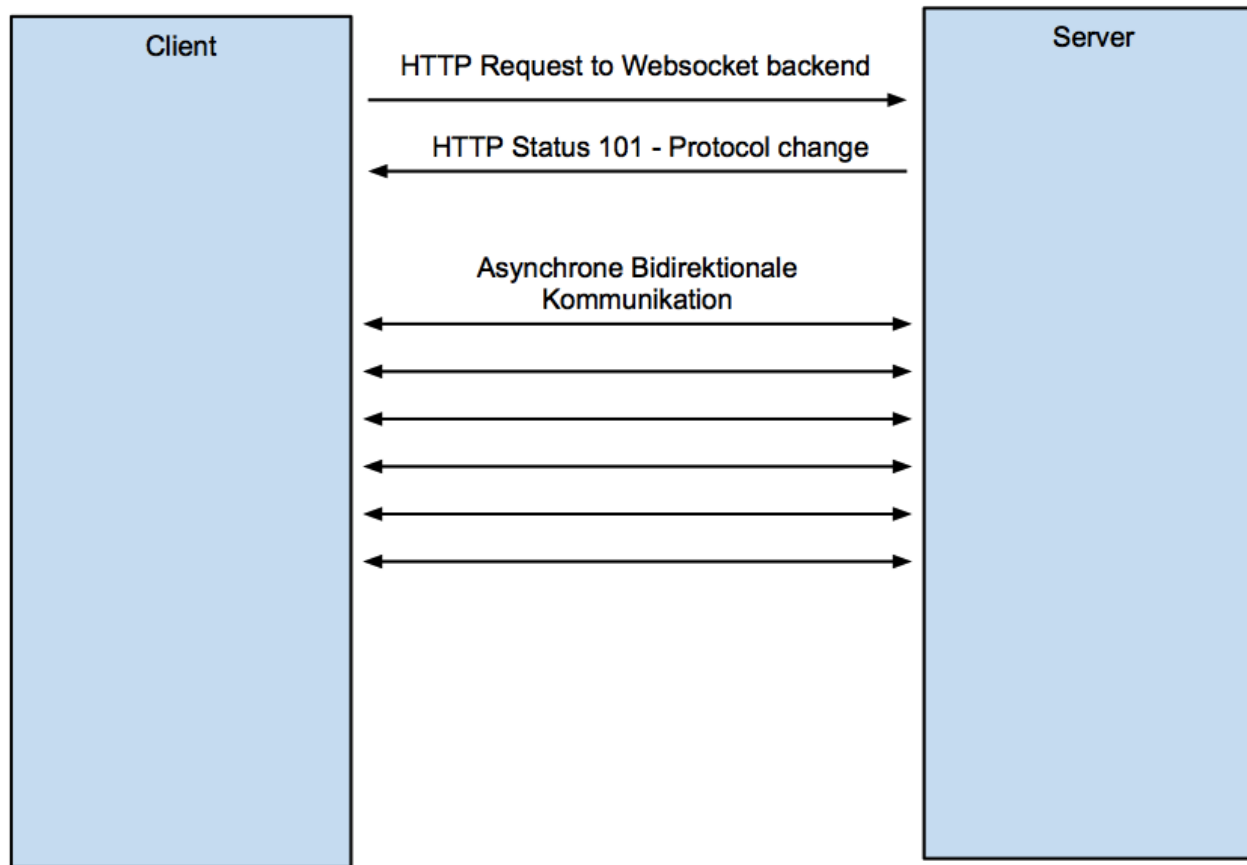 Client
Server
HTTP Request to Websocket backend
HTTP Status 101 - Protocol change
Asynchrone Bidirektionale
Kommunikation